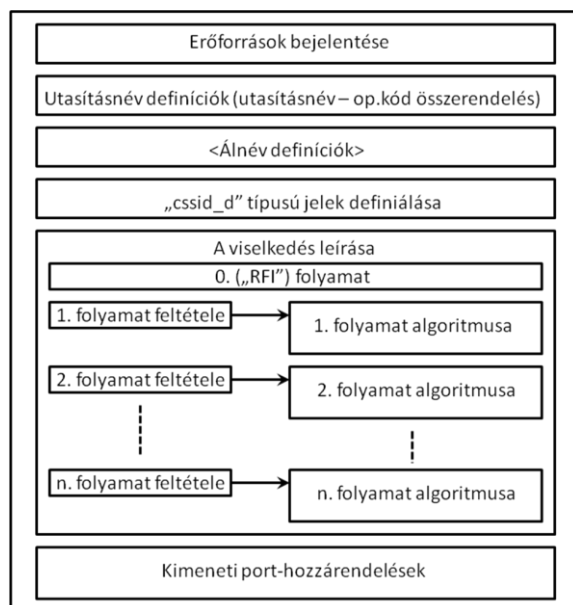 Erőforrások bejelentése
Utasításnév definíciók (utasításnév – op.kód összerendelés)
<Álnév definíciók>
„cssid_d” típusú jelek definiálása
A viselkedés leírása
0. („RFI”) folyamat
1. folyamat feltétele
1. folyamat algoritmusa
2. folyamat feltétele
2. folyamat algoritmusa
n. folyamat feltétele
n. folyamat algoritmusa
Kimeneti port-hozzárendelések